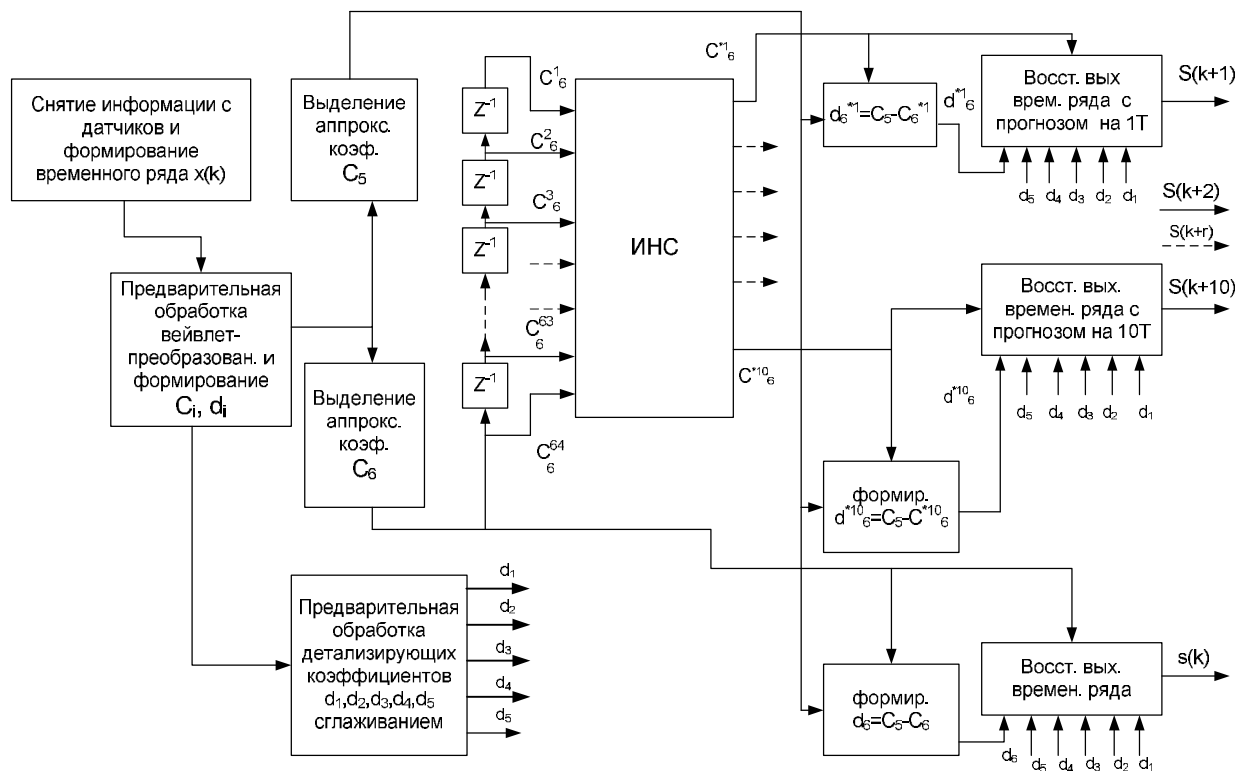 Снятие информации с
датчиков и
формирование
временного ряда x(k)
Выделение
аппрокс.
коэф.
C₅
Предварительная
обработка
вейвлет-
преобразован. и
формирование
Cᵢ, dᵢ
Выделение
аппрокс.
коэф.
C₆
Предварительная
обработка
детализирующих
коэффициентов
d₁,d₂,d₃,d₄,d₅
сглаживанием
d₁
d₂
d₃
d₄
d₅
Z⁻¹
Z⁻¹
Z⁻¹
Z⁻¹
C¹₆
C²₆
C³₆
C⁶³₆
C⁶⁴₆
ИНС
C*¹₆
C*¹⁰₆
d₆*¹=C₅-C₆*¹
d*¹₆
Восст. вых
врем. ряда с
прогнозом на 1Т
d₅ d₄ d₃ d₂ d₁
S(k+1)
S(k+2)
S(k+r)
Восст. вых.
времен. ряда с
прогнозом на 10Т
S(k+10)
d*¹⁰₆
d₅ d₄ d₃ d₂ d₁
формир.
d*¹⁰₆=C₅-C*¹⁰₆
формир.
d₆=C₅-C₆
Восст. вых.
времен. ряда
s(k)
d₆ d₅ d₄ d₃ d₂ d₁